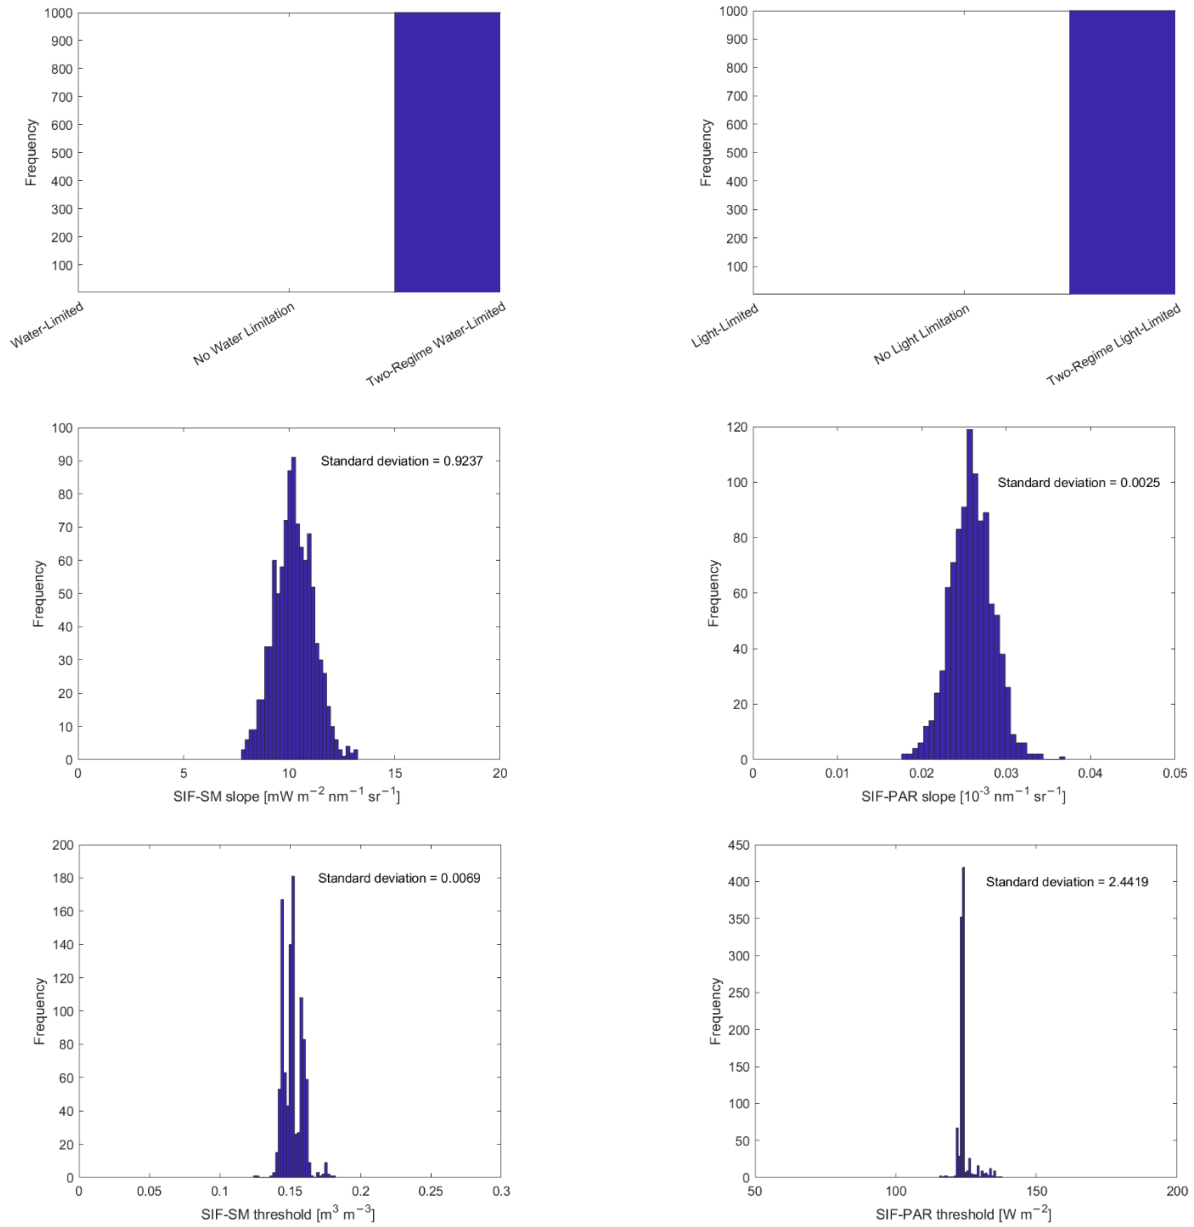 1000
900
800
700
600
500
400
300
200
100
Frequency
Water-Limited
No Water Limitation
Two-Regime Water-Limited
1000
900
800
700
600
500
400
300
200
100
Frequency
Light-Limited
No Light Limitation
Two-Regime Light-Limited
100
90
80
70
60
50
40
30
20
10
0
Frequency
Standard deviation = 0.9237
0 5 10 15 20
SIF-SM slope [mW m⁻² nm⁻¹ sr⁻¹]
120
100
80
60
40
20
0
Frequency
Standard deviation = 0.0025
0 0.01 0.02 0.03 0.04 0.05
SIF-PAR slope [10⁻³ nm⁻¹ sr⁻¹]
200
180
160
140
120
100
80
60
40
20
0
Frequency
Standard deviation = 0.0069
0 0.05 0.1 0.15 0.2 0.25 0.3
SIF-SM threshold [m³ m⁻³]
450
400
350
300
250
200
150
100
50
0
Frequency
Standard deviation = 2.4419
50 100 150 200
SIF-PAR threshold [W m⁻²]